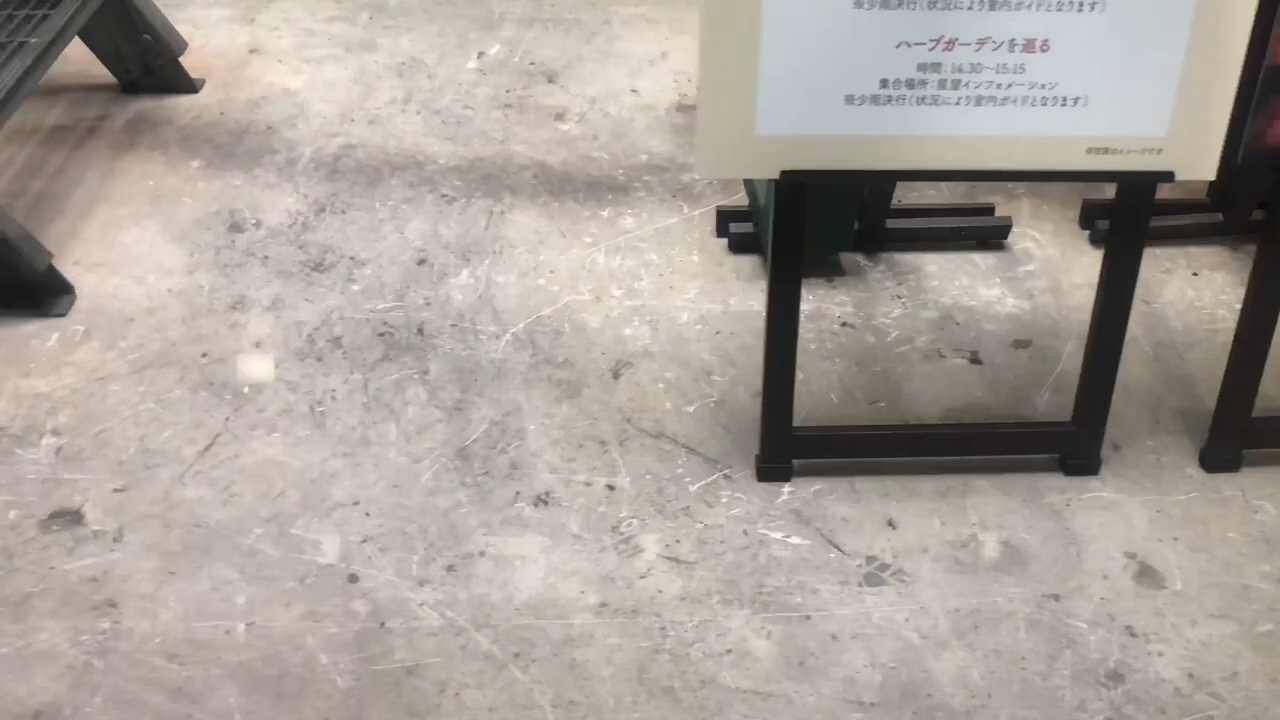 ※少雨決行(状況により室内ガイドとなります)
ハーブガーデンを巡る
時間：14:30〜15:15
集合場所：展望インフォメーション
※少雨決行(状況により室内ガイドとなります)